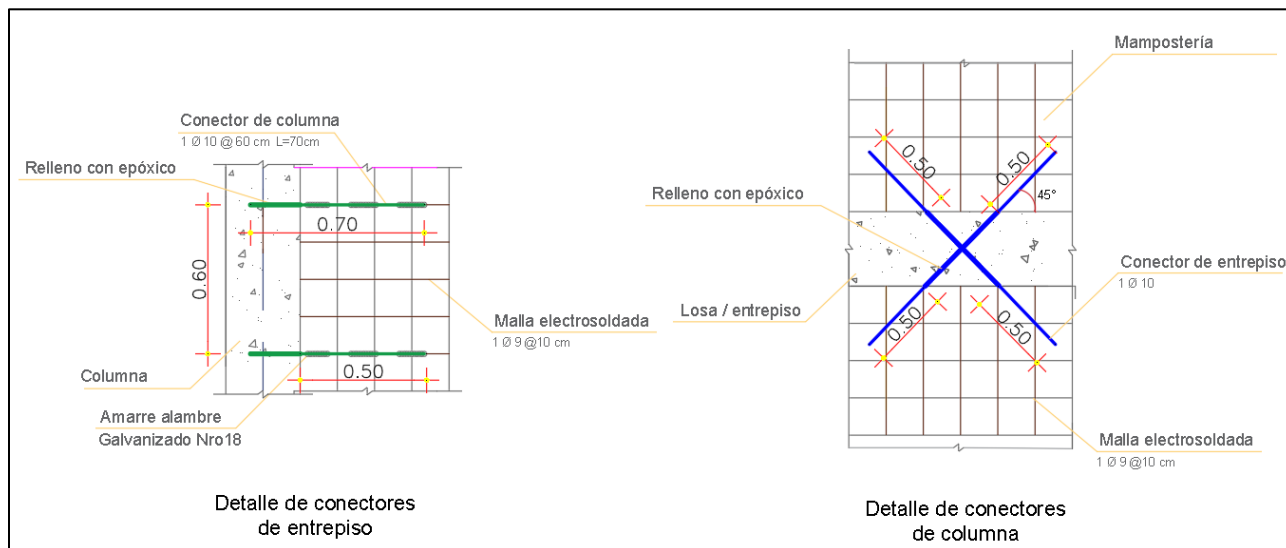 Conector de columna
1 Ø 10 @ 60 cm  L=70cm
Relleno con epóxico
0.70
0.60
Malla electrosoldada
1 Ø 9 @10 cm
0.50
Columna
Amarre alambre
Galvanizado Nro18
Detalle de conectores
de entrepiso
Mampostería
0.50
0.50
Relleno con epóxico
45°
Conector de entrepiso
1 Ø 10
Losa / entrepiso
0.50
0.50
Malla electrosoldada
1 Ø 9 @10 cm
Detalle de conectores
de columna